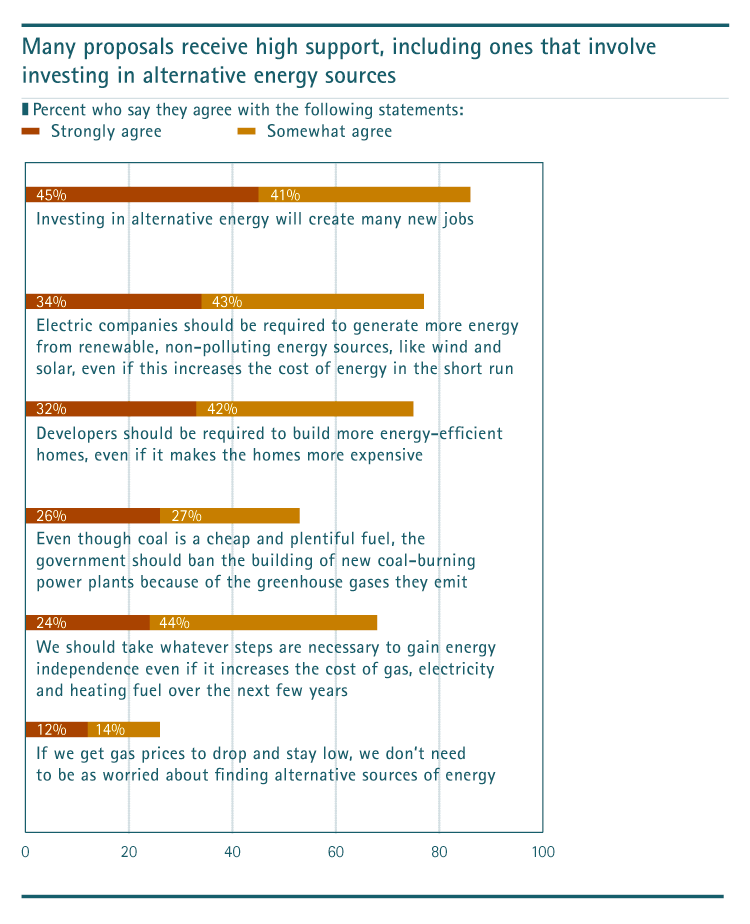 Many proposals receive high support, including ones that involve
investing in alternative energy sources
Percent who say they agree with the following statements:
Strongly agree Somewhat agree
45% 41%
Investing in alternative energy will create many new jobs
34% 43%
Electric companies should be required to generate more energy
from renewable, non-polluting energy sources, like wind and
solar, even if this increases the cost of energy in the short run
32% 42%
Developers should be required to build more energy-efficient
homes, even if it makes the homes more expensive
26% 27%
Even though coal is a cheap and plentiful fuel, the
government should ban the building of new coal-burning
power plants because of the greenhouse gases they emit
24% 44%
We should take whatever steps are necessary to gain energy
independence even if it increases the cost of gas, electricity
and heating fuel over the next few years
12% 14%
If we get gas prices to drop and stay low, we don't need
to be as worried about finding alternative sources of energy
0 20 40 60 80 100